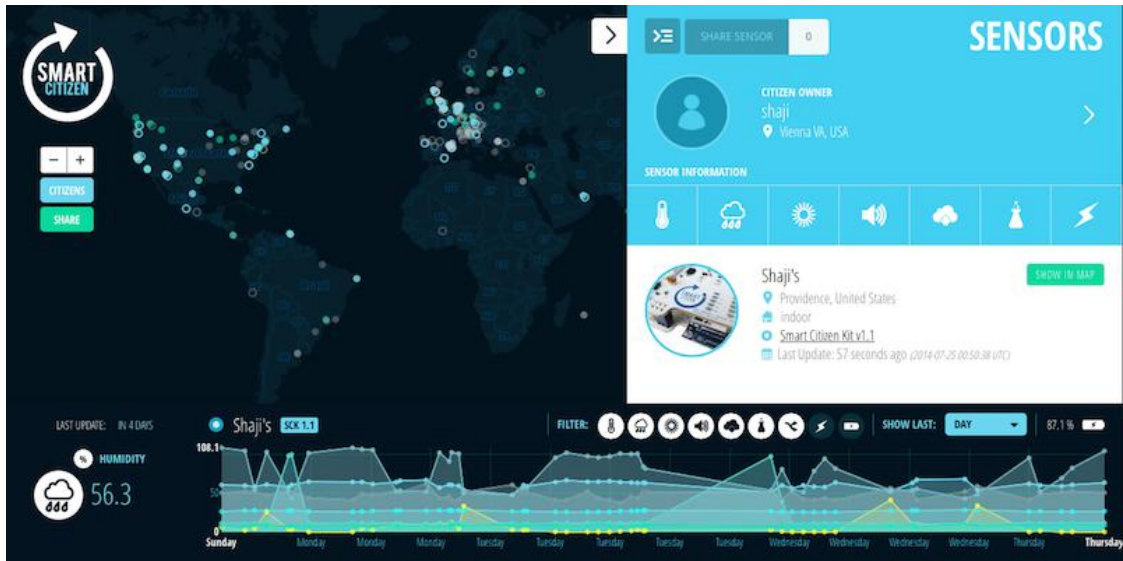 SMART
CITIZEN
CITIZENS
SHARE
SHARE SENSOR
0
SENSORS
CITIZEN OWNER
shaji
Vienna VA, USA
SENSOR INFORMATION
Shaji's
SHOW IN MAP
Providence, United States
indoor
Smart Citizen Kit v1.1
Last Update: 57 seconds ago (2014-07-25 00:50:38 UTC)
LAST UPDATE: IN 4 DAYS
Shaji's SCK 1.1
FILTER:
SHOW LAST: DAY
87,1 %
% HUMIDITY
56.3
108.1
50
0
Sunday Monday Monday Monday Tuesday Tuesday Tuesday Tuesday Tuesday Wednesday Wednesday Wednesday Wednesday Thursday Thursday